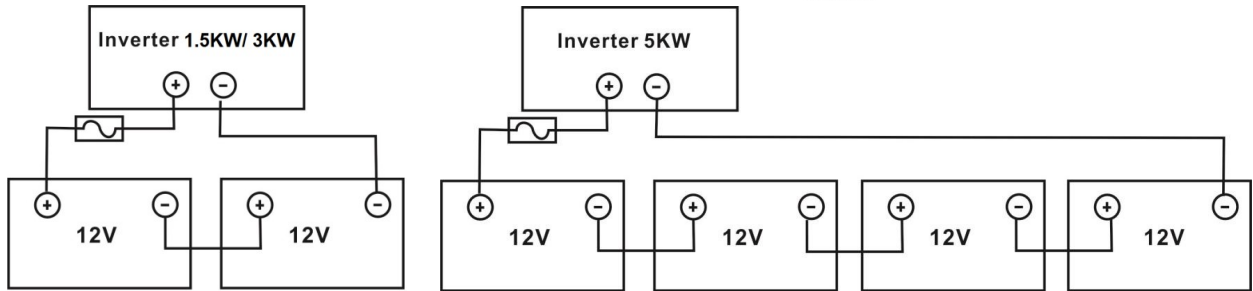 Inverter 1.5KW/ 3KW
+ −
+ − + −
12V 12V
Inverter 5KW
+ −
+ − + − + − + −
12V 12V 12V 12V